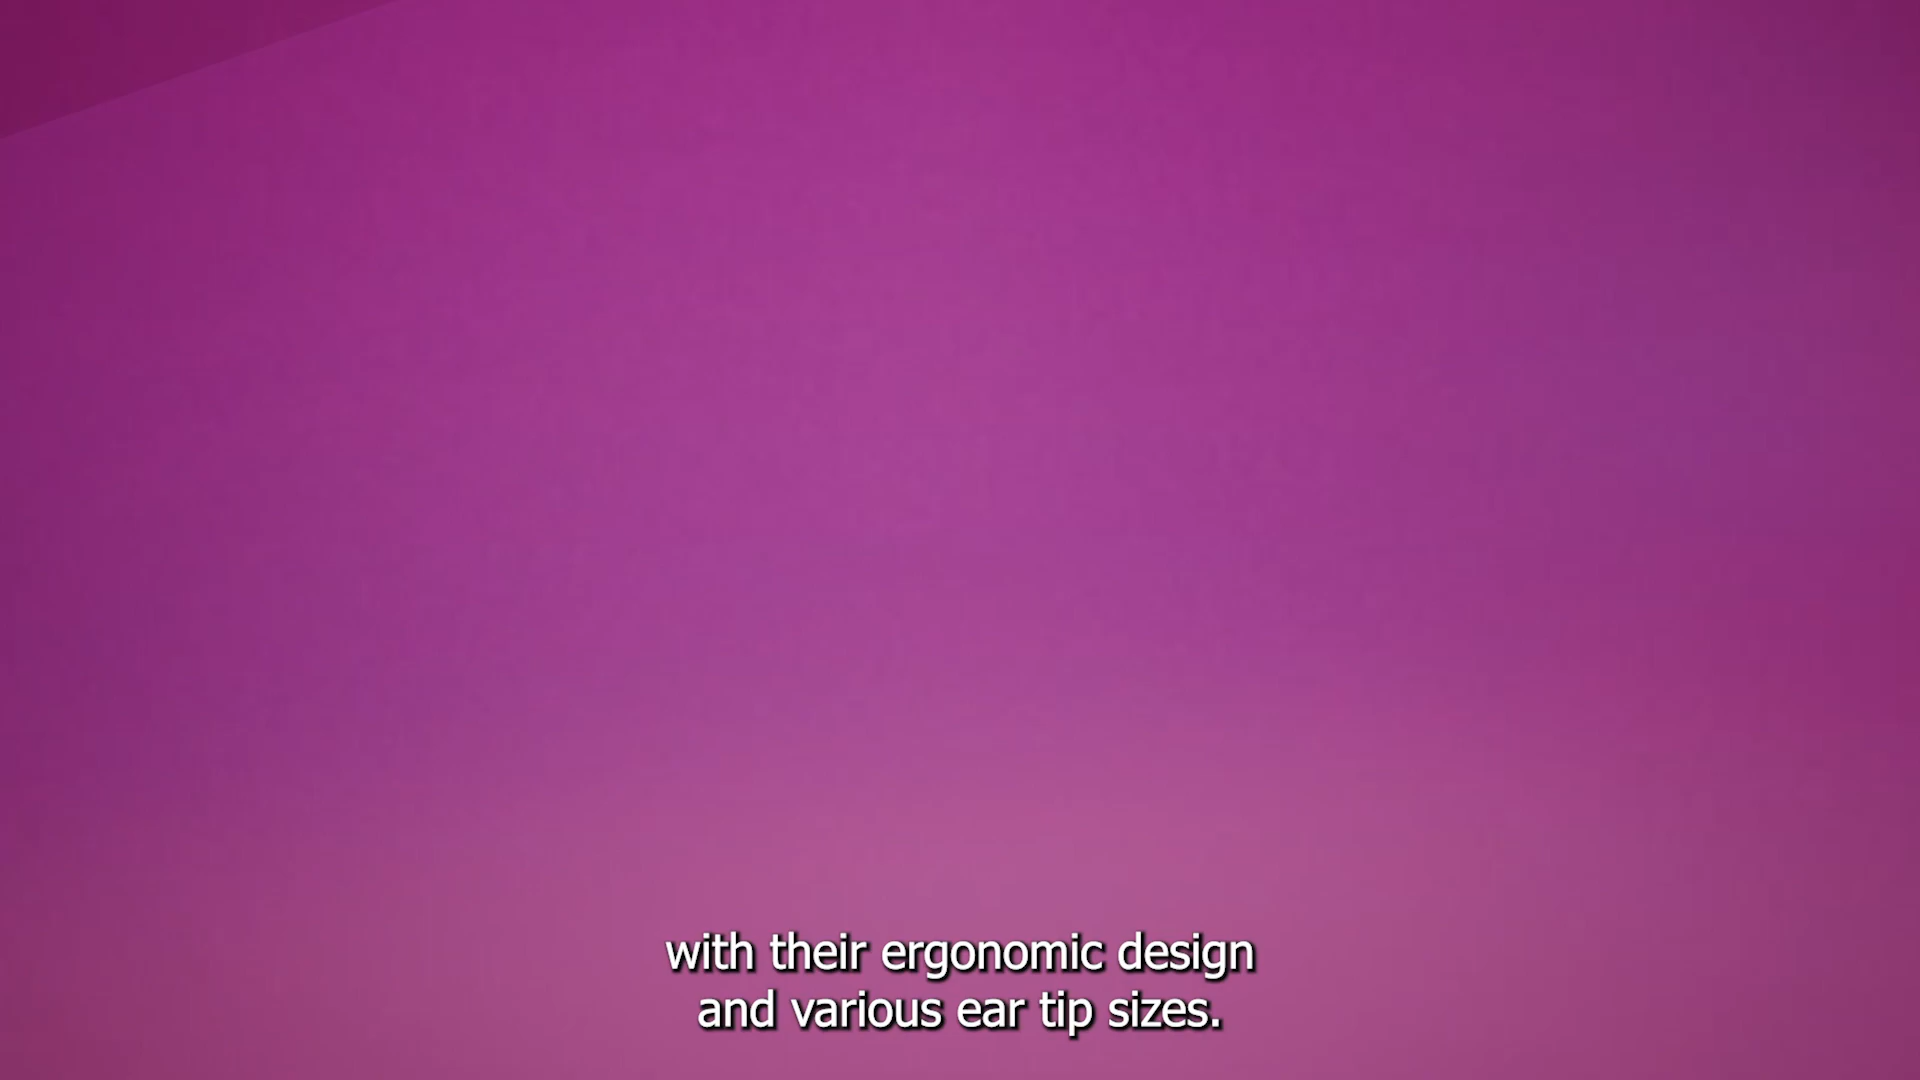 with their ergonomic design
and various ear tip sizes.